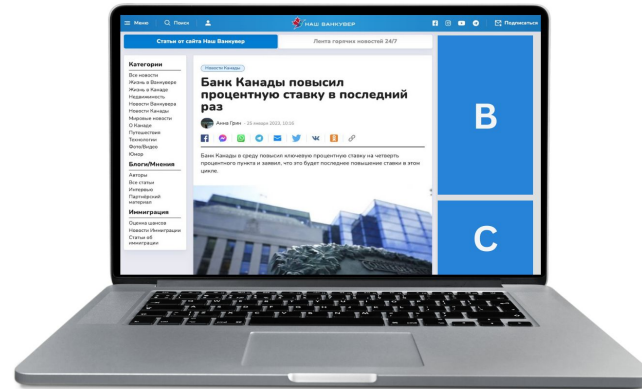 Меню
Поиск
НАШ ВАНКУВЕР
Подписаться
Статьи от сайта Наш Ванкувер
Лента горячих новостей 24/7
Категории
Все новости
Жизнь в Ванкувере
Жизнь в Канаде
Недвижимость
Новости Ванкувера
Новости Канады
Мировые новости
О Канаде
Путешествия
Технологии
Фото/Видео
Юмор
Блоги/Мнения
Авторы
Все статьи
Интервью
Партнёрский
материал
Иммиграция
Оценка шансов
Новости Иммиграции
Статьи об
иммиграции
Новости Канады
Банк Канады повысил
процентную ставку в последний
раз
Анна Грин
Банк Канады в среду повысил ключевую процентную ставку на четверть
процентного пункта и заявил, что это будет последнее повышение ставки в этом
цикле.
B
C